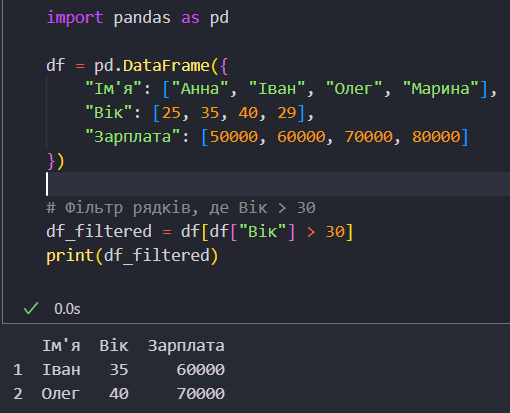 import pandas as pd
df = pd.DataFrame({
"Ім'я": ["Анна", "Іван", "Олег", "Марина"],
"Вік": [25, 35, 40, 29],
"Зарплата": [50000, 60000, 70000, 80000]
})
# Фільтр рядків, де Вік > 30
df_filtered = df[df["Вік"] > 30]
print(df_filtered)
0.0s
Ім'я Вік Зарплата
1 Іван 35 60000
2 Олег 40 70000